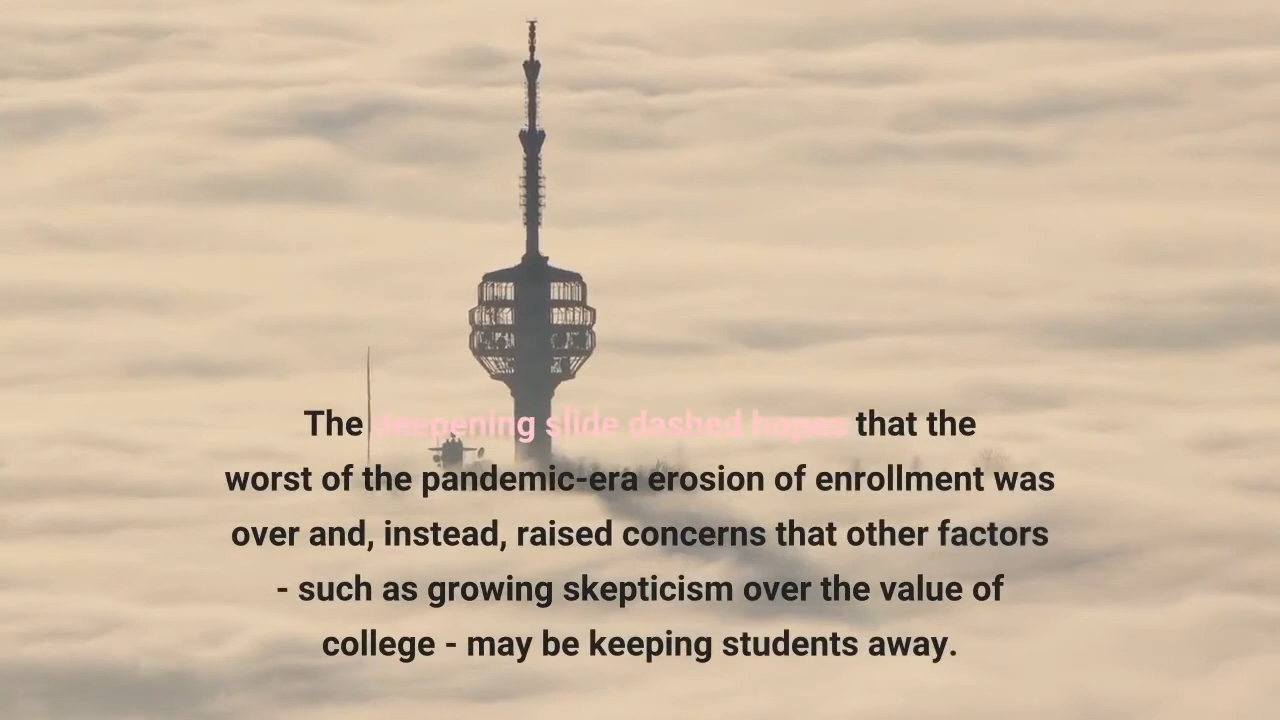 The deepening slide dashed hopes that the
worst of the pandemic-era erosion of enrollment was
over and, instead, raised concerns that other factors
- such as growing skepticism over the value of
college - may be keeping students away.